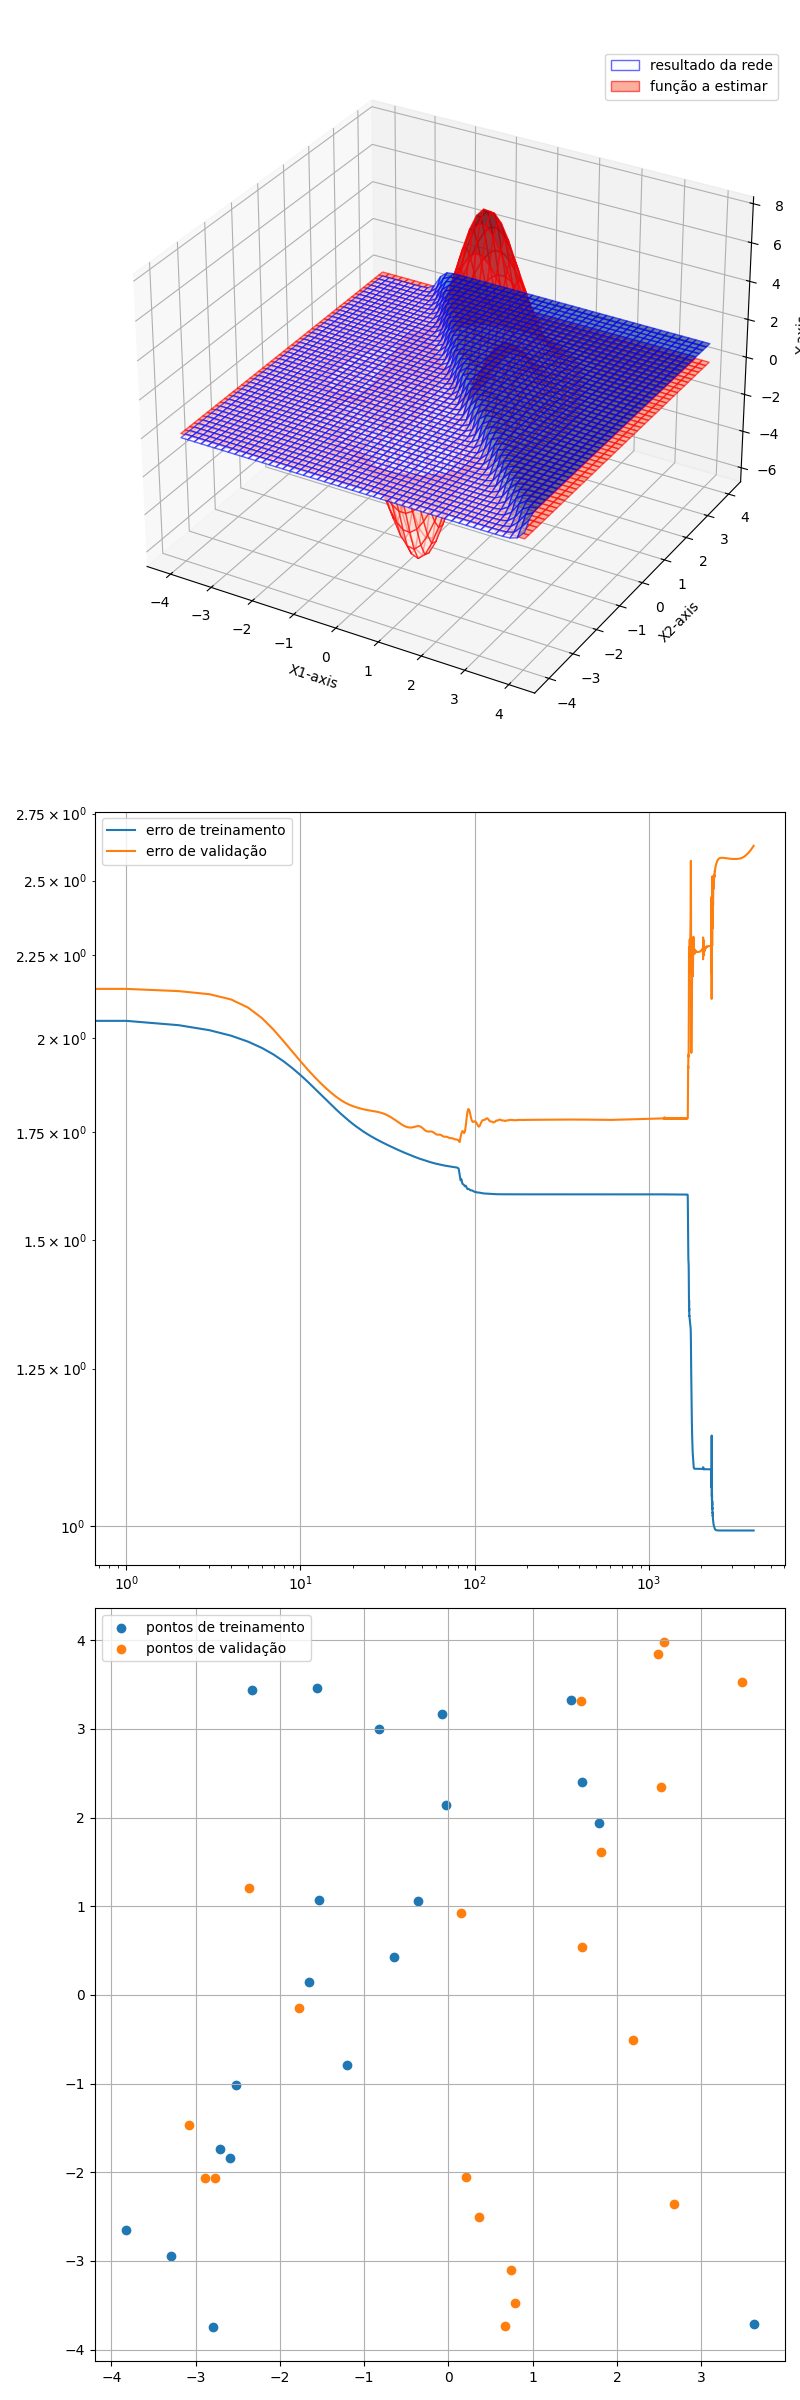 resultado da rede
função a estimar
8
6
4
2
0
−2
−4
−6
−4
−3
−2
−1
0
1
2
3
4
X1-axis
−4
−3
−2
−1
0
1
2
3
4
X2-axis
2.75 × 10⁰
2.5 × 10⁰
2.25 × 10⁰
2 × 10⁰
1.75 × 10⁰
1.5 × 10⁰
1.25 × 10⁰
10⁰
erro de treinamento
erro de validação
10⁰ 10¹ 10² 10³
pontos de treinamento
pontos de validação
4
3
2
1
0
−1
−2
−3
−4
−4 −3 −2 −1 0 1 2 3